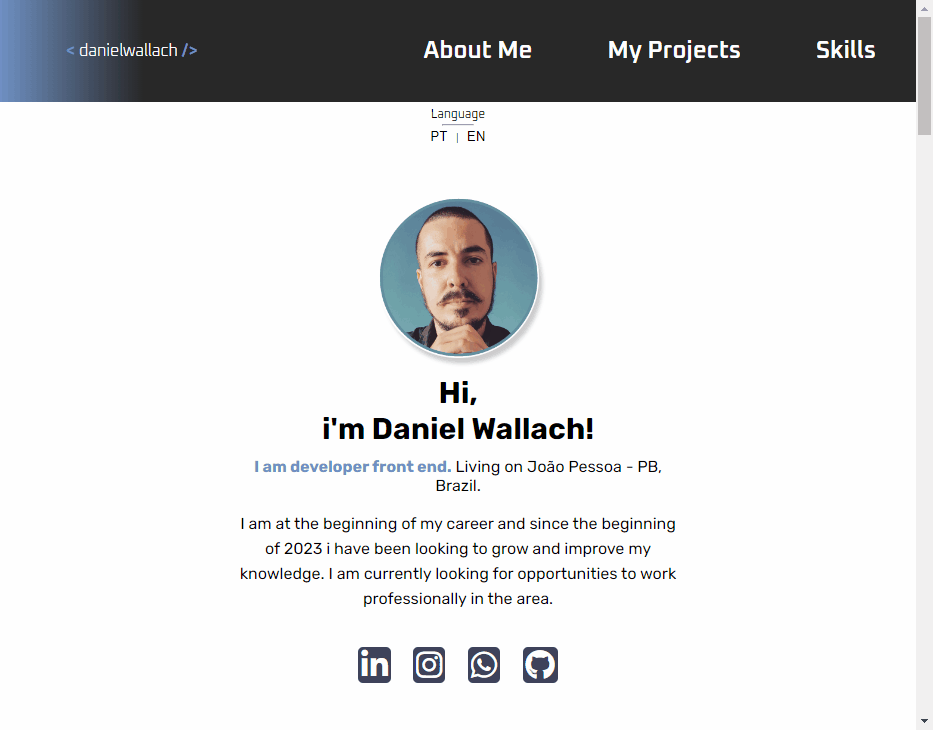 < danielwallach />
About Me
My Projects
Skills
Language
PT | EN
Hi,
i'm Daniel Wallach!
I am developer front end. Living on João Pessoa - PB,
Brazil.
I am at the beginning of my career and since the beginning
of 2023 i have been looking to grow and improve my
knowledge. I am currently looking for opportunities to work
professionally in the area.
in